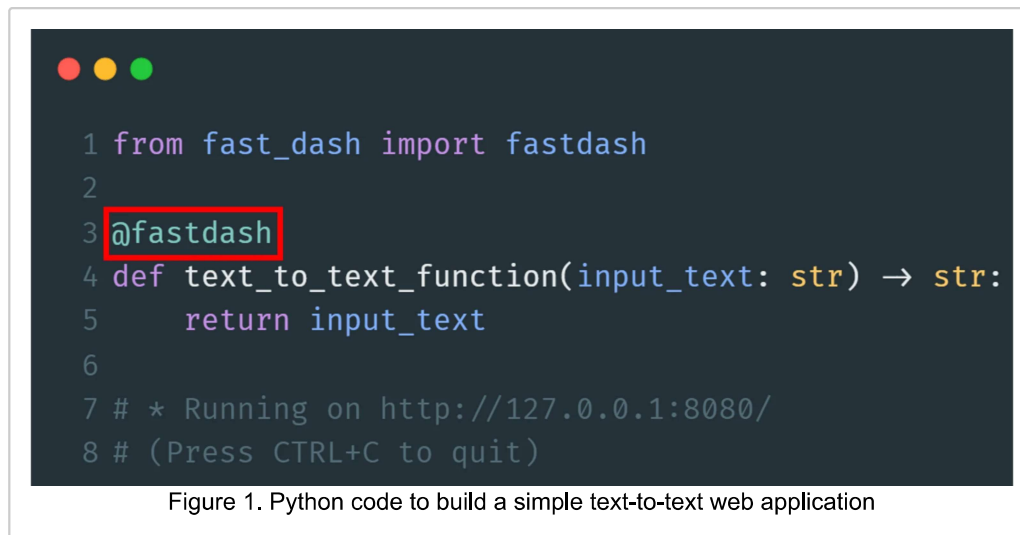 1 from fast_dash import fastdash
2
3 @fastdash
4 def text_to_text_function(input_text: str) → str:
5     return input_text
6
7 # * Running on http://127.0.0.1:8080/
8 # (Press CTRL+C to quit)
Figure 1. Python code to build a simple text-to-text web application